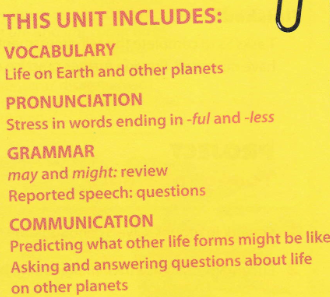 THIS UNIT INCLUDES:
VOCABULARY
Life on Earth and other planets
PRONUNCIATION
Stress in words ending in -ful and -less
GRAMMAR
may and might: review
Reported speech: questions
COMMUNICATION
Predicting what other life forms might be like
Asking and answering questions about life
on other planets